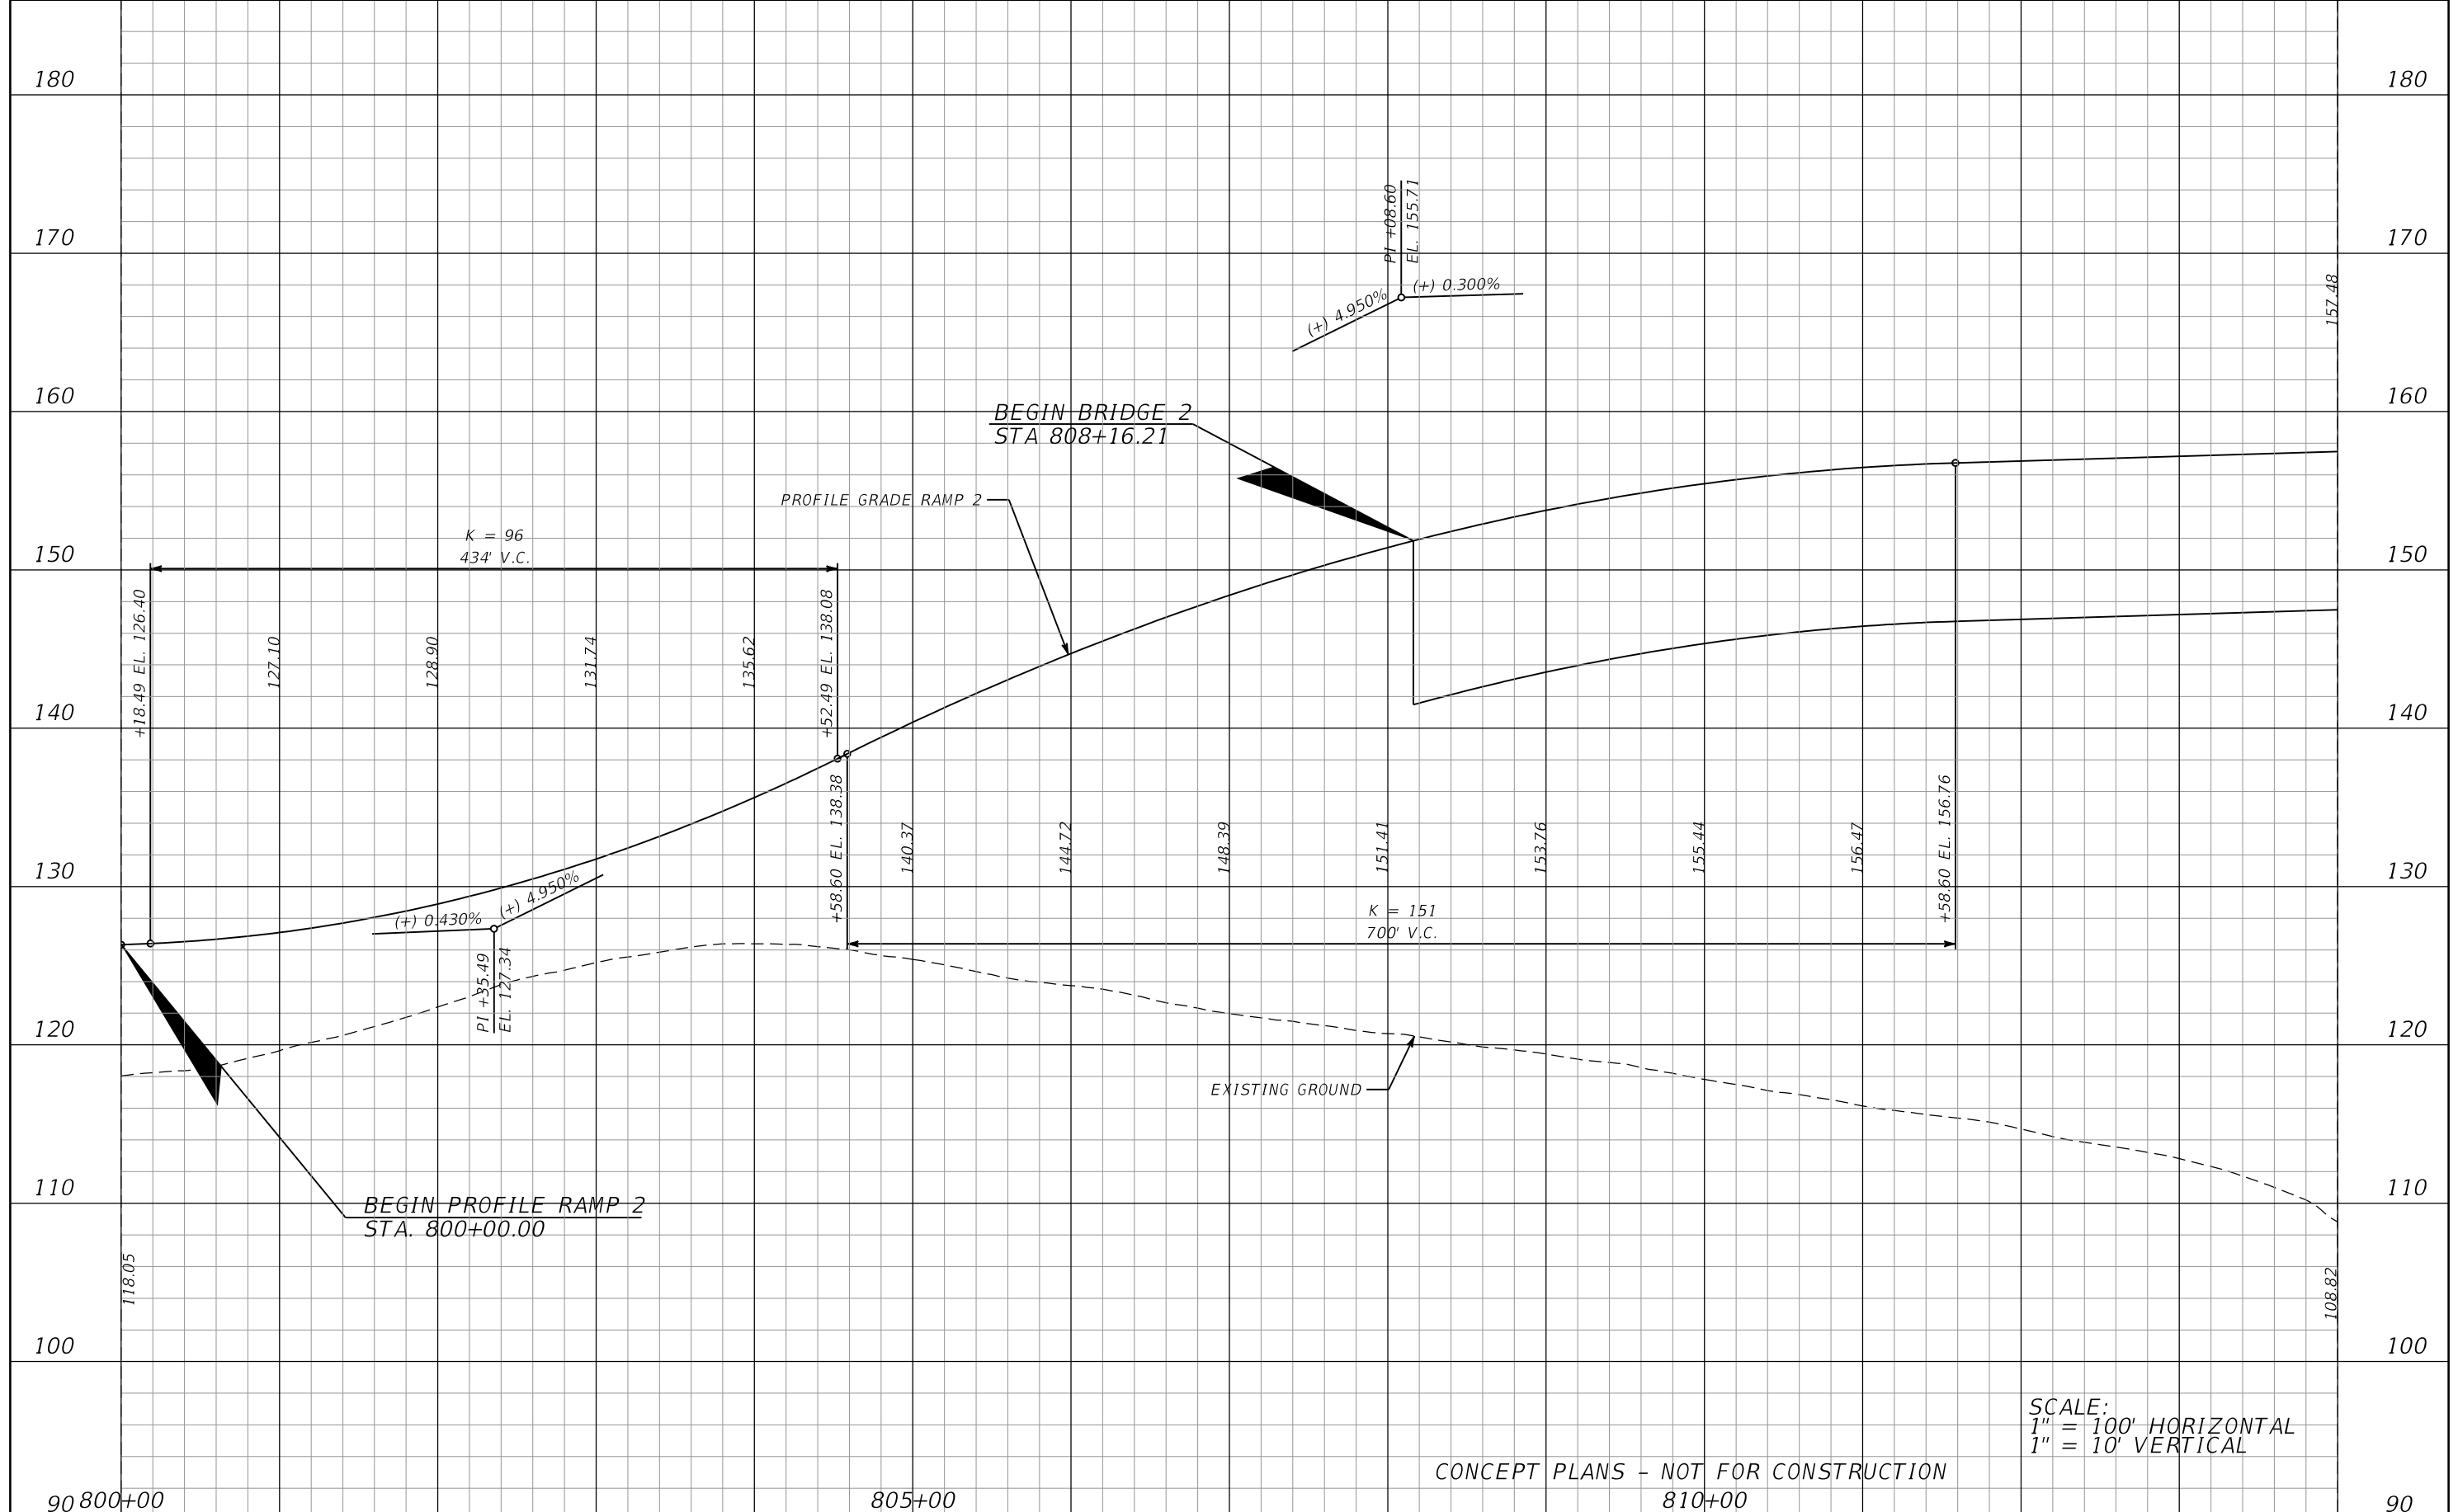 180
180
170
170
160
160
150
150
140
140
130
130
120
120
110
110
100
100
90
90
800+00
805+00
810+00
PI +08.60
EL. 155.71
(+) 4.950%
(+) 0.300%
157.48
BEGIN BRIDGE 2
STA 808+16.21
PROFILE GRADE RAMP 2
K = 96
434' V.C.
+18.49 EL. 126.40
127.10
128.90
131.74
135.62
+52.49 EL. 138.08
+58.60 EL. 138.38
140.37
144.72
148.39
151.41
153.76
155.44
156.47
+58.60 EL. 156.76
K = 151
700' V.C.
(+) 0.430%
(+) 4.950%
PI +35.49
EL. 127.34
EXISTING GROUND
BEGIN PROFILE RAMP 2
STA. 800+00.00
118.05
108.82
SCALE:
1" = 100' HORIZONTAL
1" = 10' VERTICAL
CONCEPT PLANS - NOT FOR CONSTRUCTION